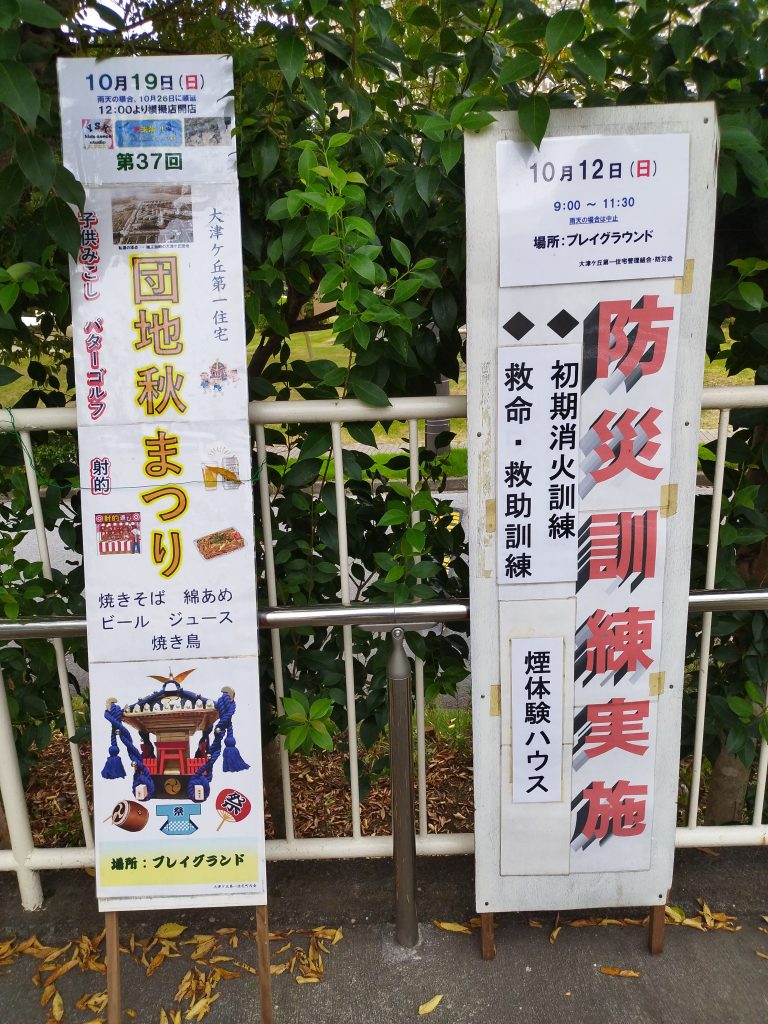 10月19日(日)
雨天の場合、10月26日に順延
12:00より模擬店開店
第37回
大津ケ丘第一住宅
団地秋まつり
子供みこし
パターゴルフ
射的
射的遊び
焼きそば 綿あめ
ビール ジュース
焼き鳥
祭
祭
場所:プレイグランド
10月12日(日)
9:00 ~ 11:30
雨天の場合は中止
場所:プレイグラウンド
大津ケ丘第一住宅管理組合・防災会
防災訓練実施
◆初期消火訓練
◆救命・救助訓練
煙体験ハウス